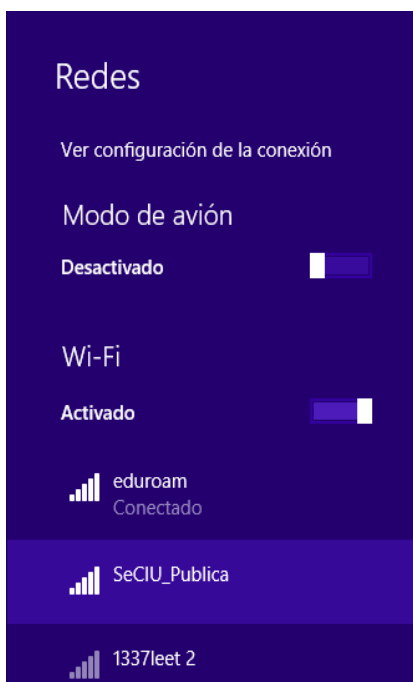 Redes
Ver configuración de la conexión
Modo de avión
Desactivado
Wi-Fi
Activado
eduroam
Conectado
SeCIU_Publica
1337leet 2